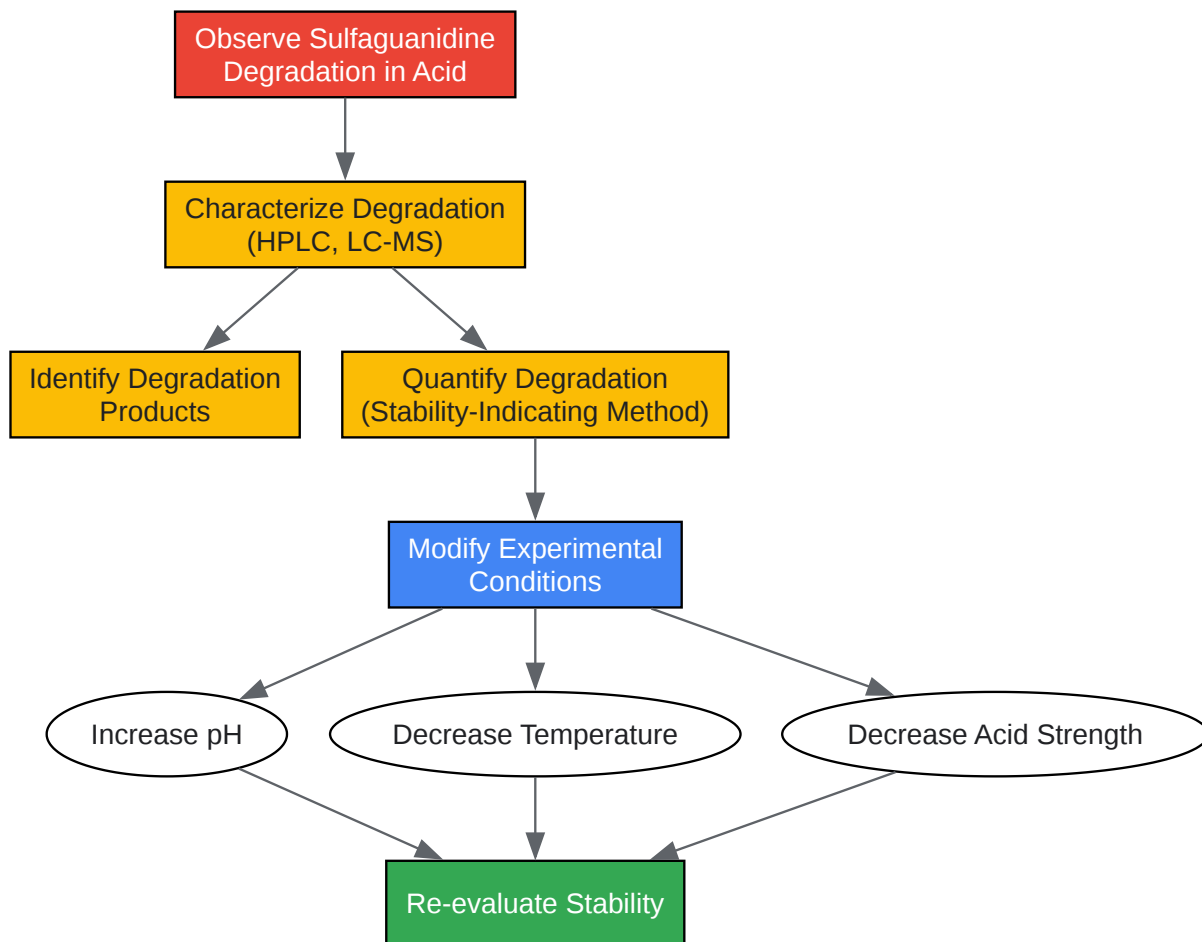 Observe Sulfaguanidine
Degradation in Acid
Characterize Degradation
(HPLC, LC-MS)
Identify Degradation
Products
Quantify Degradation
(Stability-Indicating Method)
Modify Experimental
Conditions
Increase pH
Decrease Temperature
Decrease Acid Strength
Re-evaluate Stability